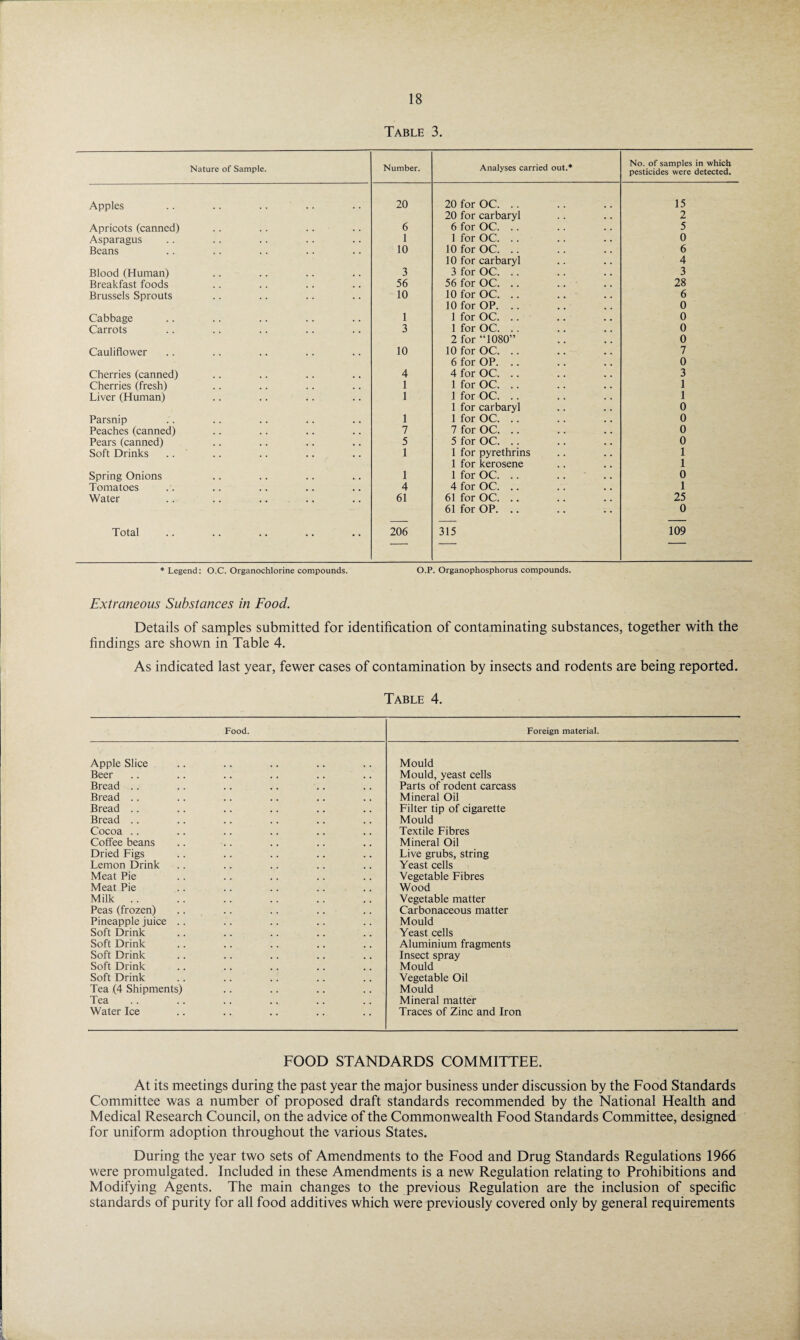 18
Table 3.
Nature of Sample. Number. Analyses carried out.* No. of samples in which pesticides were detected.
Apples .. .. .. .. .. 20 20 for OC. .. .. .. 15
20 for carbaryl .. .. 2
Apricots (canned) .. .. .. .. 6 6 for OC. .. .. .. 5
Asparagus .. .. .. .. .. 1 1 for OC. .. .. .. 0
Beans .. .. .. .. .. 10 10 for OC. .. .. .. 6
10 for carbaryl .. .. 4
Blood (Human) .. .. .. .. 3 3 for OC. .. .. .. 3
Breakfast foods .. .. .. .. 56 56 for OC. .. .. .. 28
Brussels Sprouts .. .. .. .. 10 10 for OC. .. .. .. 6
10 for OP. .. .. .. 0
Cabbage .. .. .. .. .. 1 1 for OC. .. .. .. 0
Carrots .. .. .. .. .. 3 1 for OC. .. .. .. 0
2 for “1080” .. .. 0
Cauliflower .. .. .. .. .. 10 10 for OC. .. .. .. 7
6 for OP. .. .. .. 0
Cherries (canned) .. .. .. .. 4 4 for OC. .. .. .. 3
Cherries (fresh) .. .. .. .. 1 1 for OC. .. .. .. 1
Liver (Human) .. .. .. .. 1 1 for OC. .. .. .. 1
1 for carbaryl .. .. 0
Parsnip .. .. .. .. .. 1 1 for OC. .. .. .. 0
Peaches (canned) .. .. .. .. 7 7 for OC. .. .. .. 0
Pears (canned) .. .. .. .. 5 5 for OC. .. .. .. 0
Soft Drinks .. .. .. .. .. 1 1 for pyrethrins .. .. 1
1 for kerosene .. .. 1
Spring Onions .. .. .. .. 1 1 for OC. .. .. .. 0
Tomatoes .. .. .. .. .. 4 4 for OC. .. .. .. 1
Water .. .. .. .. .. 61 61 for OC. .. .. .. 25
61 for OP. .. .. .. 0
Total .. .. .. .. .. 206 315 109
* Legend: O.C. Organochlorine compounds. O.P. Organophosphorus compounds.
Extraneous Substances in Food.
Details of samples submitted for identification of contaminating substances, together with the
findings are shown in Table 4.
As indicated last year, fewer cases of contamination by insects and rodents are being reported.
Table 4.
Food. Foreign material.
Apple Slice .. .. .. .. .. Mould
Beer .. .. .. .. .. .. Mould, yeast cells
Bread .. .. .. .. .. .. Parts of rodent carcass
Bread .. .. .. .. .. .. Mineral Oil
Bread .. .. .. .. .. .. Filter tip of cigarette
Bread .. .. .. .. .. .. Mould
Cocoa .. .. .. .. .. .. Textile Fibres
Coffee beans .. .. .. .. .. Mineral Oil
Dried Figs .. .. .. .. .. Live grubs, string
Lemon Drink .. .. .. .. .. Yeast cells
Meat Pie .. .. .. .. .. Vegetable Fibres
Meat Pie .. .. .. .. .. Wood
Milk .. .. .. .. .. .. Vegetable matter
Peas (frozen) .. .. .. .. .. Carbonaceous matter
Pineapple juice .. .. .. .. .. Mould
Soft Drink .. .. .. .. .. Yeast cells
Soft Drink .. .. .. .. .. Aluminium fragments
Soft Drink .. .. .. .. .. Insect spray
Soft Drink .. .. .. .. .. Mould
Soft Drink .. .. .. .. .. Vegetable Oil
Tea (4 Shipments) .. .. .. .. Mould
Tea .. .. .. .. .. .. Mineral matter
Water Ice .. .. .. .. .. Traces of Zinc and Iron
FOOD STANDARDS COMMITTEE.
At its meetings during the past year the major business under discussion by the Food Standards
Committee was a number of proposed draft standards recommended by the National Health and
Medical Research Council, on the advice of the Commonwealth Food Standards Committee, designed
for uniform adoption throughout the various States.
During the year two sets of Amendments to the Food and Drug Standards Regulations 1966
were promulgated. Included in these Amendments is a new Regulation relating to Prohibitions and
Modifying Agents. The main changes to the previous Regulation are the inclusion of specific
standards of purity for all food additives which were previously covered only by general requirements